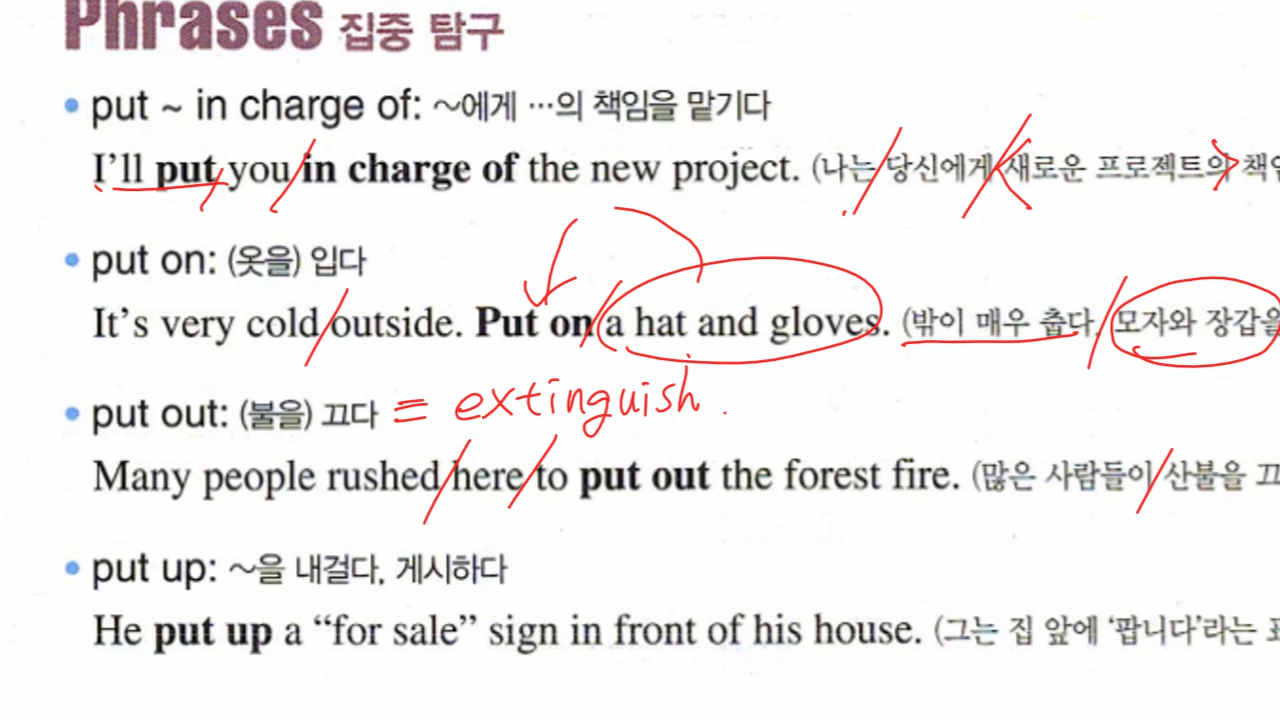 Phrases 집중 탐구
• put ~ in charge of: ~에게 …의 책임을 맡기다
I'll put you in charge of the new project. (나는 당신에게 새로운 프로젝트의
• put on: (옷을) 입다
It's very cold outside. Put on a hat and gloves. (밖이 매우 춥다. 모자와 장갑을
• put out: (불을) 끄다 = extinguish.
Many people rushed here to put out the forest fire. (많은 사람들이 산불을 끄
• put up: ~을 내걸다, 게시하다
He put up a “for sale” sign in front of his house. (그는 집 앞에 ‘팝니다’라는